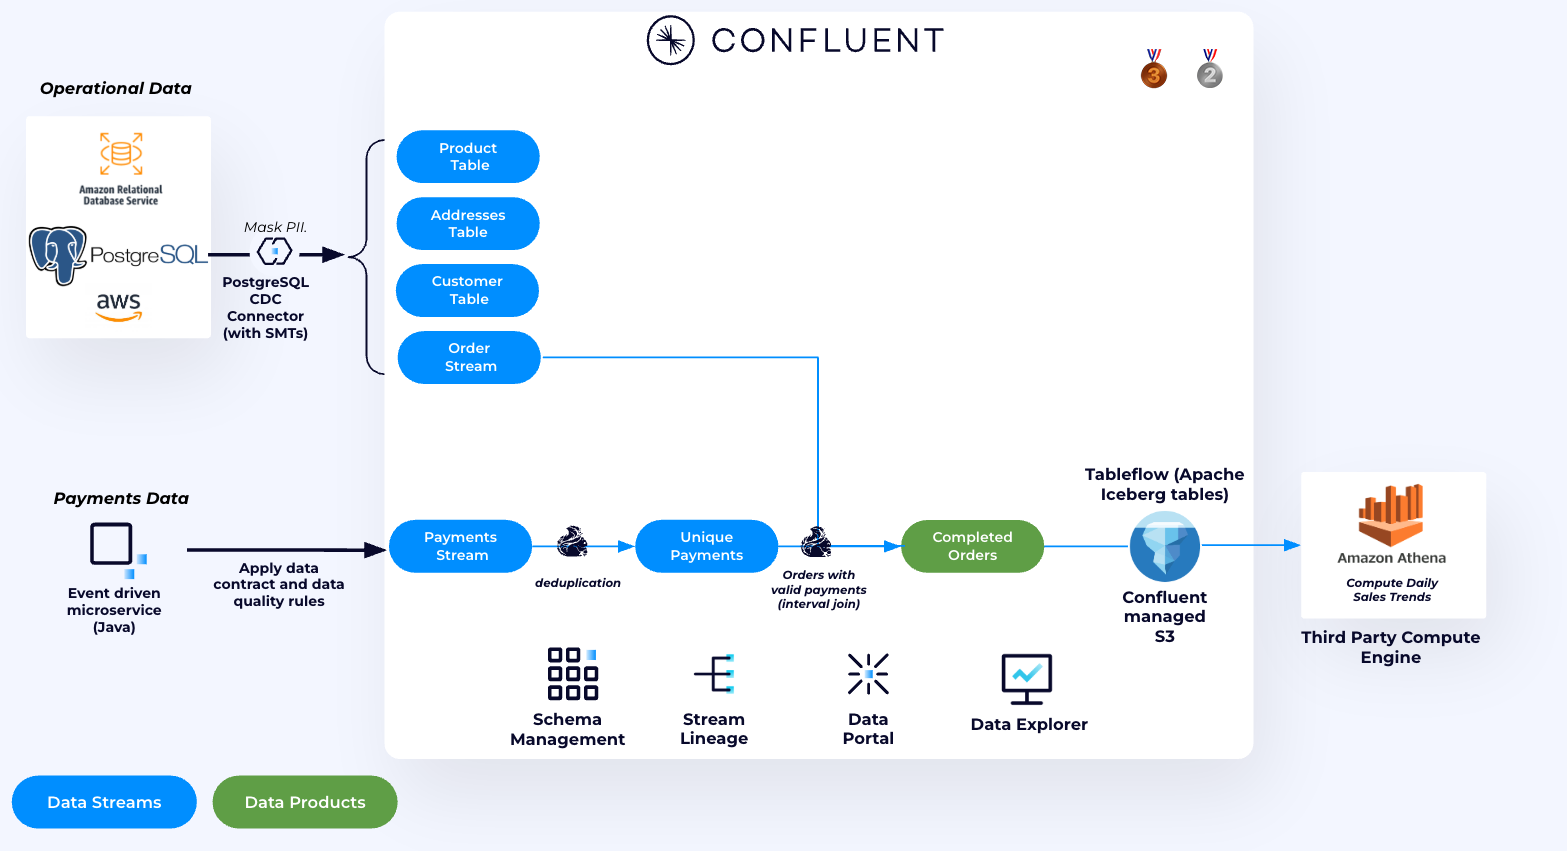 CONFLUENT
3
2
Operational Data
Amazon Relational
Database Service
PostgreSQL
aws
Mask PII.
PostgreSQL
CDC
Connector
(with SMTs)
Product
Table
Addresses
Table
Customer
Table
Order
Stream
Payments Data
Event driven
microservice
(Java)
Apply data
contract and data
quality rules
Payments
Stream
deduplication
Unique
Payments
Orders with
valid payments
(interval join)
Completed
Orders
Tableflow (Apache
Iceberg tables)
Confluent
managed
S3
Amazon Athena
Compute Daily
Sales Trends
Third Party Compute
Engine
Schema
Management
Stream
Lineage
Data
Portal
Data Explorer
Data Streams
Data Products